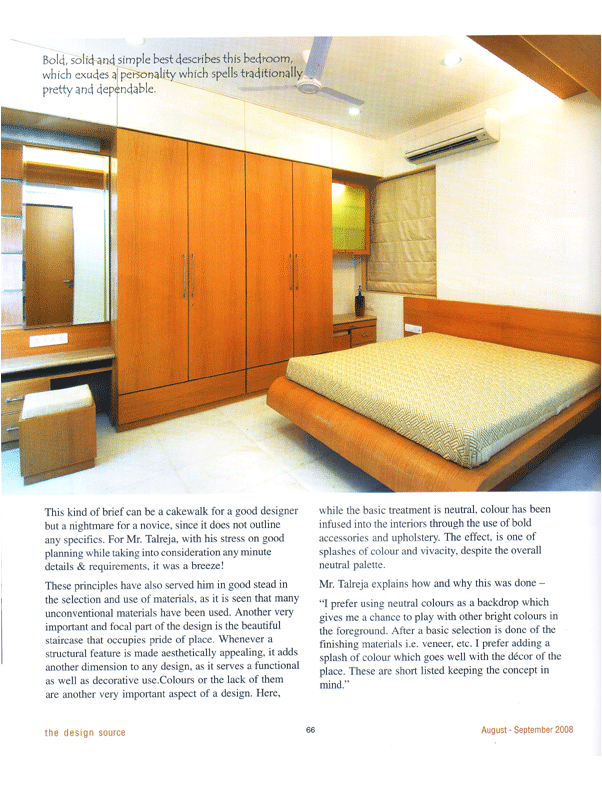 Bold, solid and simple best describes this bedroom,
which exudes a personality which spells traditionally
pretty and dependable.
This kind of brief can be a cakewalk for a good designer
but a nightmare for a novice, since it does not outline
any specifics. For Mr. Talreja, with his stress on good
planning while taking into consideration any minute
details & requirements, it was a breeze!
These principles have also served him in good stead in
the selection and use of materials, as it is seen that many
unconventional materials have been used. Another very
important and focal part of the design is the beautiful
staircase that occupies pride of place. Whenever a
structural feature is made aesthetically appealing, it adds
another dimension to any design, as it serves a functional
as well as decorative use.Colours or the lack of them
are another very important aspect of a design. Here,
while the basic treatment is neutral, colour has been
infused into the interiors through the use of bold
accessories and upholstery. The effect, is one of
splashes of colour and vivacity, despite the overall
neutral palette.
Mr. Talreja explains how and why this was done –
“I prefer using neutral colours as a backdrop which
gives me a chance to play with other bright colours in
the foreground. After a basic selection is done of the
finishing materials i.e. veneer, etc. I prefer adding a
splash of colour which goes well with the décor of the
place. These are short listed keeping the concept in
mind.”
the design source
66
August - September 2008